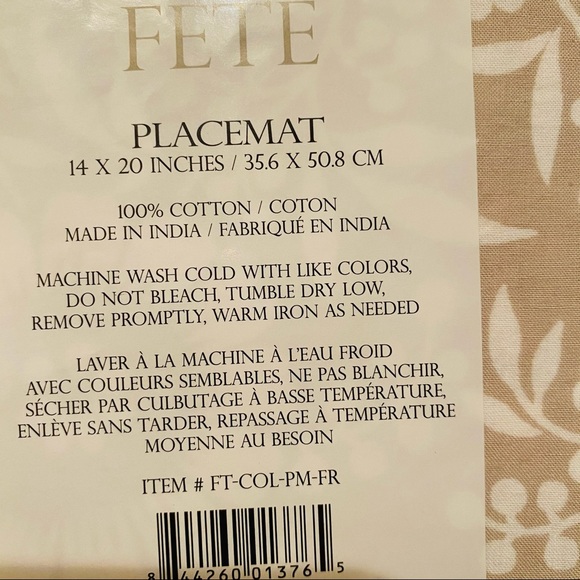 FETE
PLACEMAT
14 X 20 INCHES / 35.6 X 50.8 CM
100% COTTON / COTON
MADE IN INDIA / FABRIQUÉ EN INDIA
MACHINE WASH COLD WITH LIKE COLORS,
DO NOT BLEACH, TUMBLE DRY LOW,
REMOVE PROMPTLY, WARM IRON AS NEEDED
LAVER À LA MACHINE À L'EAU FROID
AVEC COULEURS SEMBLABLES, NE PAS BLANCHIR,
SÉCHER PAR CULBUTAGE À BASSE TEMPÉRATURE,
ENLÈVE SANS TARDER, REPASSAGE À TEMPÉRATURE
MOYENNE AU BESOIN
ITEM # FT-COL-PM-FR
8 44260 01376 5